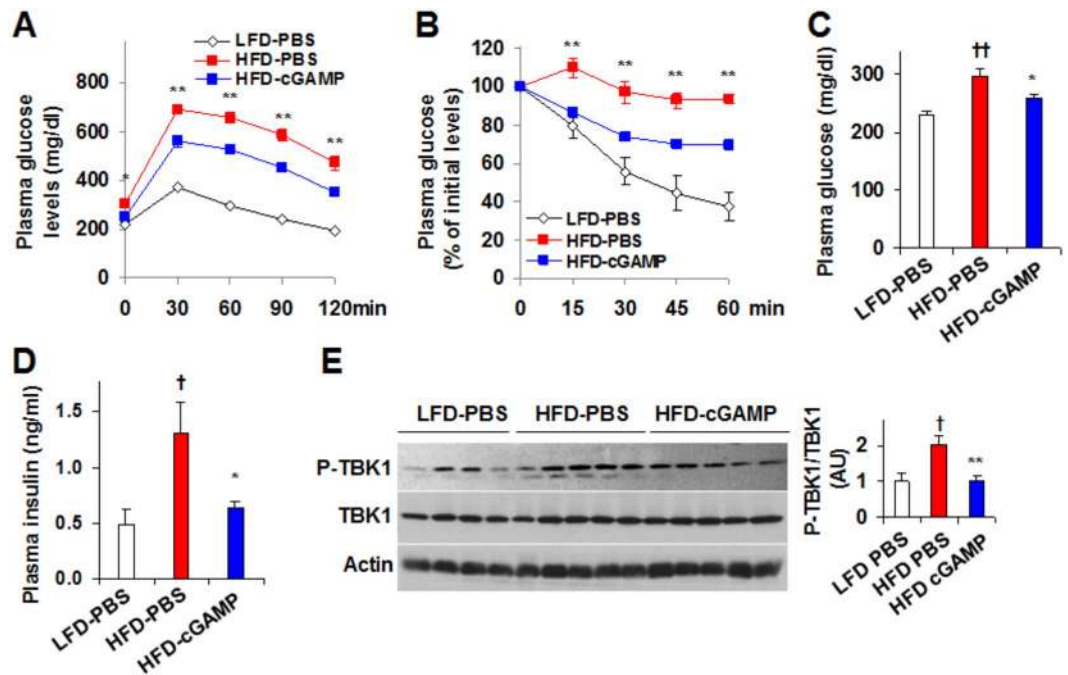 A
LFD-PBS
HFD-PBS
HFD-cGAMP
Plasma glucose
levels (mg/dl)
800
600
400
200
0
*
**
**
**
**
0 30 60 90 120min
B
Plasma glucose
(% of initial levels)
120
100
80
60
40
20
0
**
**
**
**
LFD-PBS
HFD-PBS
HFD-cGAMP
0 15 30 45 60 min
C
Plasma glucose (mg/dl)
300
200
100
0
††
*
LFD-PBS
HFD-PBS
HFD-cGAMP
D
Plasma insulin (ng/ml)
1.5
1.0
0.5
0.0
†
*
LFD-PBS
HFD-PBS
HFD-cGAMP
E
LFD-PBS HFD-PBS HFD-cGAMP
P-TBK1
TBK1
Actin
P-TBK1/TBK1
(AU)
4
2
0
†
**
LFD PBS
HFD PBS
HFD cGAMP